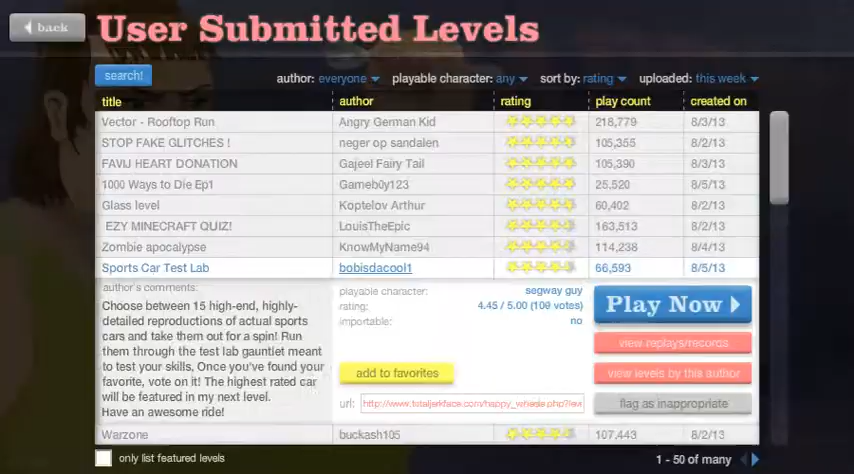 back
User Submitted Levels
search!
author: everyone playable character: any sort by: rating uploaded: this week
title author rating play count created on
Vector - Rooftop Run Angry German Kid 218,779 8/3/13
STOP FAKE GLITCHES ! neger op sandalen 105,355 8/2/13
FAVIJ HEART DONATION Gajeel Fairy Tail 105,390 8/3/13
1000 Ways to Die Ep1 Gameb0y123 25,520 8/5/13
Glass level Koptelov Arthur 60,402 8/2/13
EZY MINECRAFT QUIZ! LouisTheEpic 163,513 8/2/13
Zombie apocalypse KnowMyName94 114,238 8/4/13
Sports Car Test Lab bobisdacool1 66,593 8/5/13
author's comments:
Choose between 15 high-end, highly-
detailed reproductions of actual sports
cars and take them out for a spin! Run
them through the test lab gauntlet meant
to test your skills, Once you've found your
favorite, vote on it! The highest rated car
will be featured in my next level.
Have an awesome ride!
playable character: segway guy
rating: 4.45 / 5.00 (109 votes)
importable: no
add to favorites
url:
Play Now
view replays/records
view levels by this author
flag as inappropriate
Warzone buckash105 107,443 8/2/13
only list featured levels
1 - 50 of many